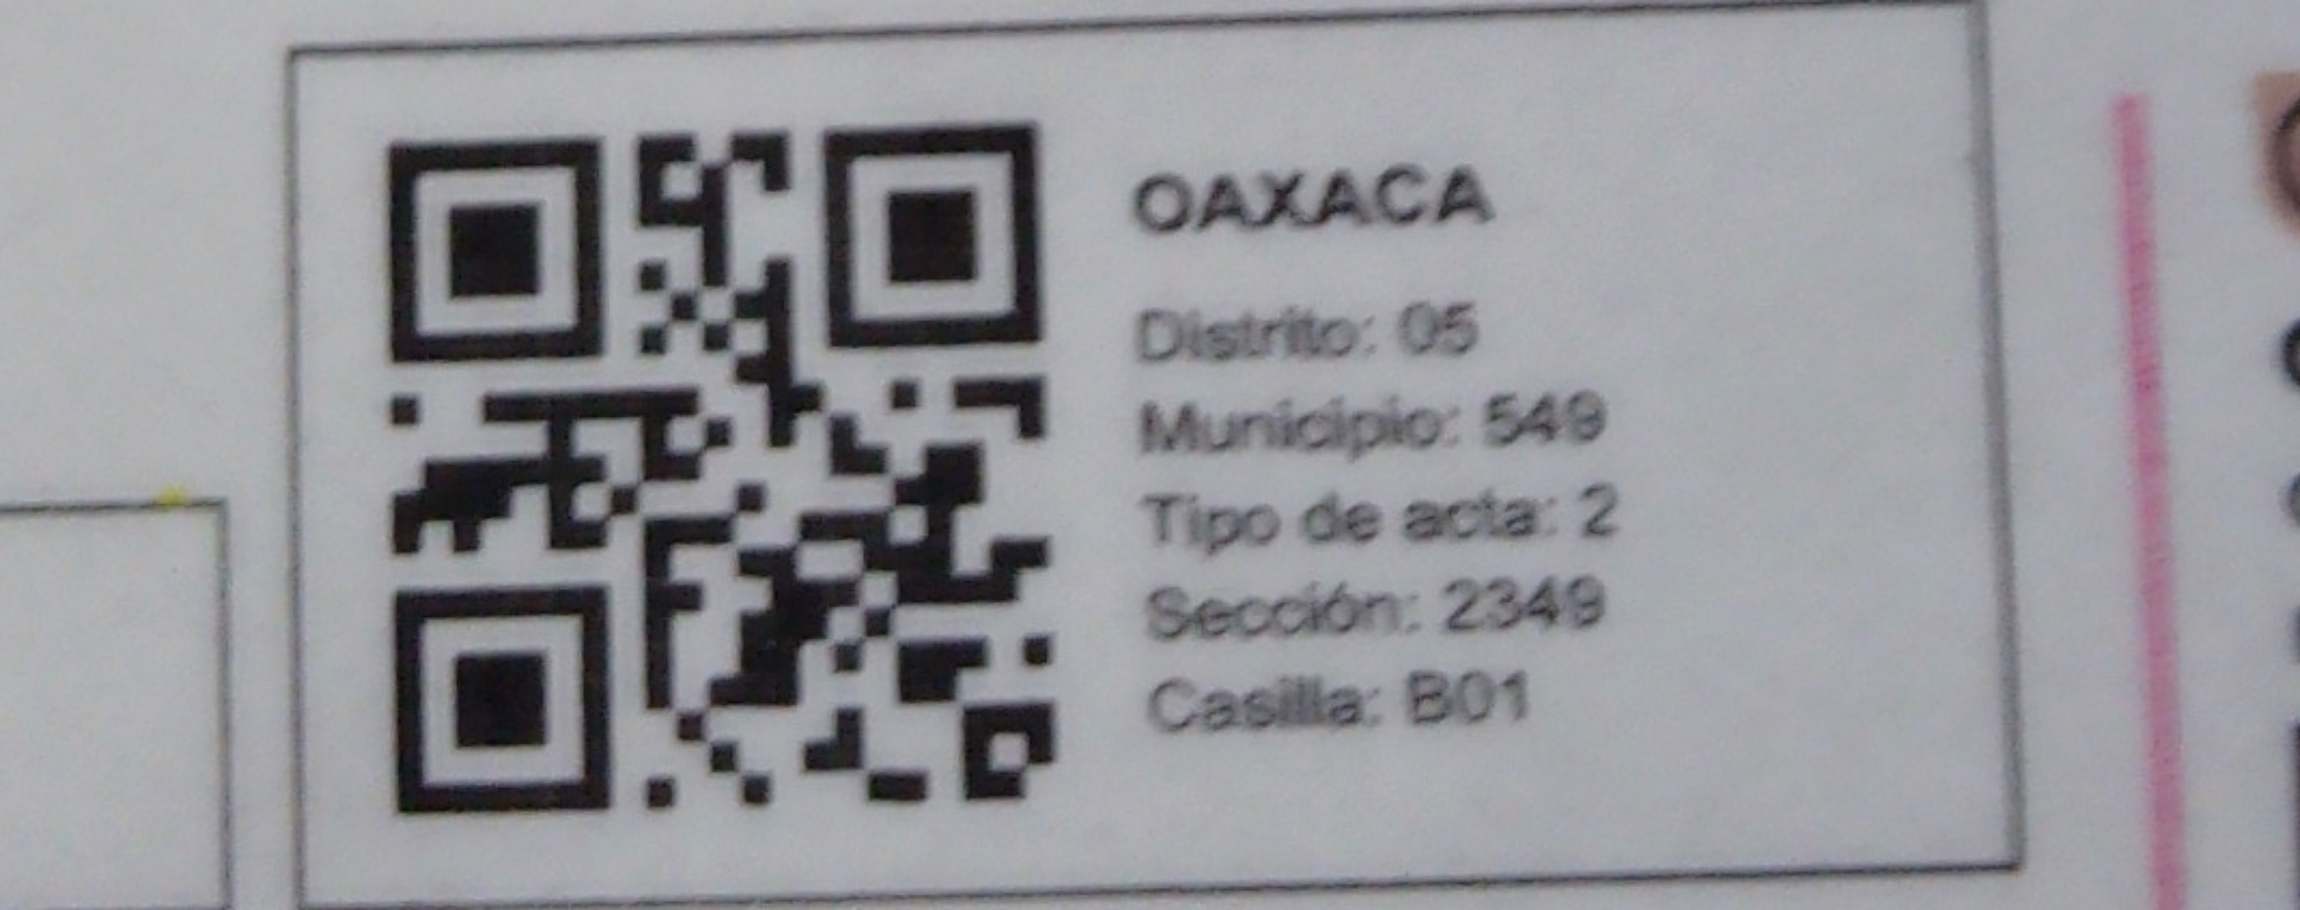 OAXACA
Distrito: 05
Municipio: 549
Tipo de acta: 2
Sección: 2349
Casilla: B01